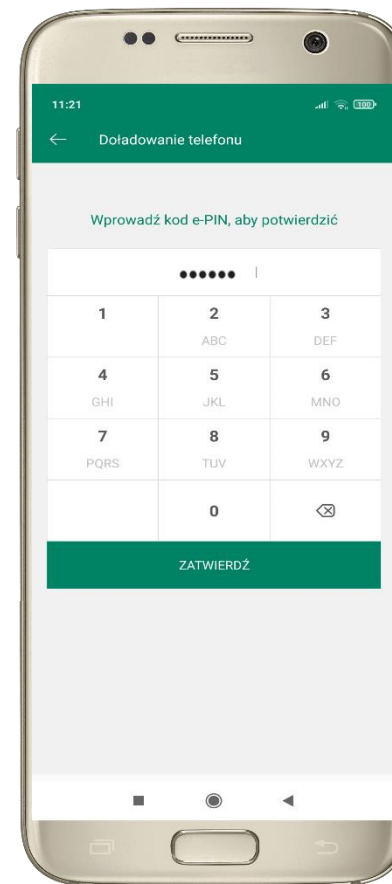 11:21
100
Doładowanie telefonu
Wprowadź kod e-PIN, aby potwierdzić
●●●●●●
1 2 3
ABC DEF
4 5 6
GHI JKL MNO
7 8 9
PQRS TUV WXYZ
0
ZATWIERDŹ